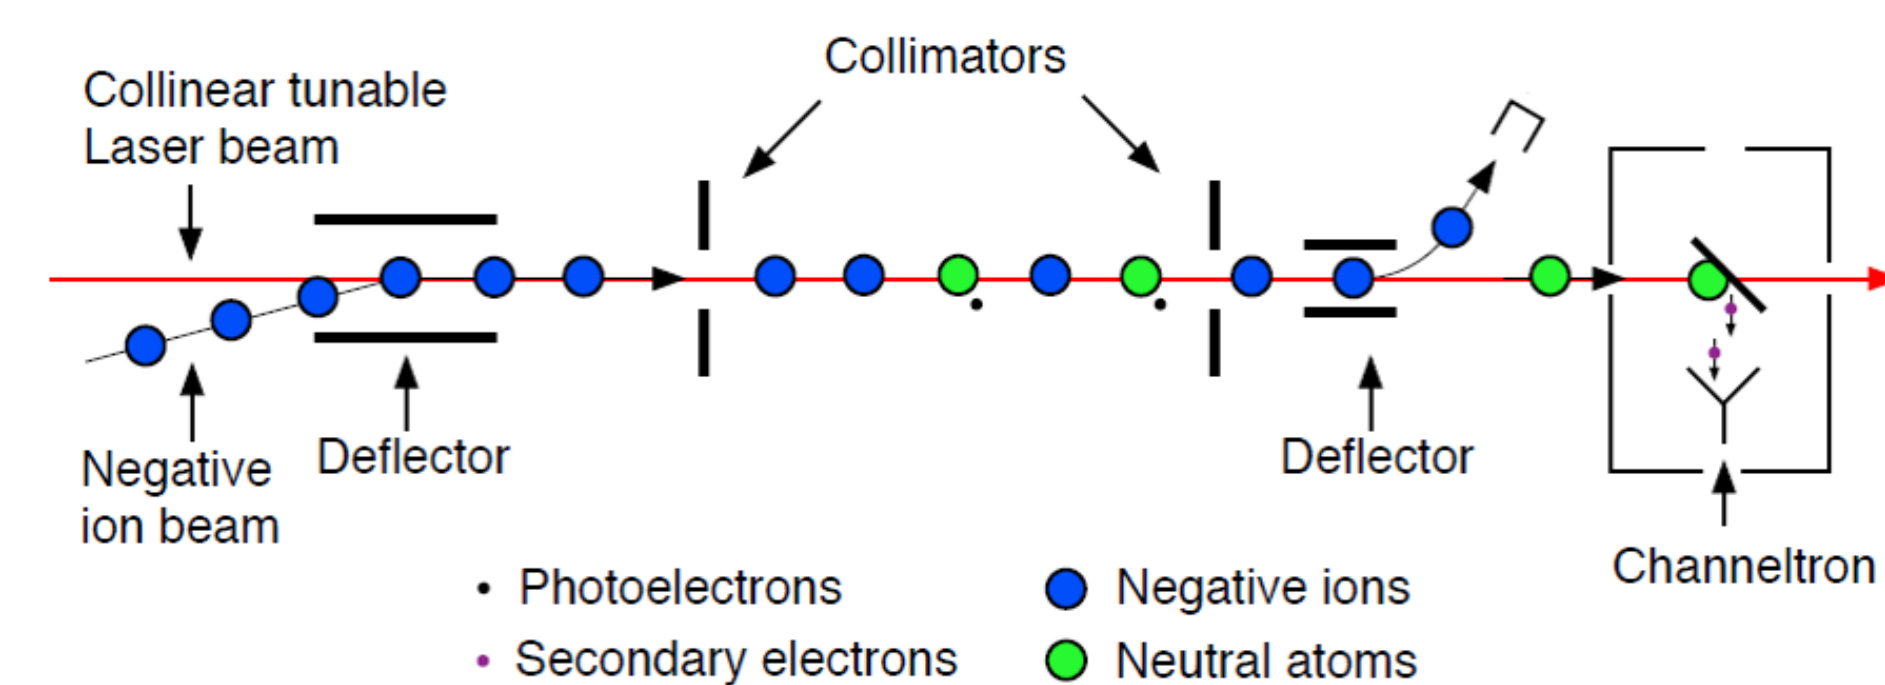 Collimators
Collinear tunable
Laser beam
Negative
ion beam
Deflector
Deflector
Channeltron
Photoelectrons
Negative ions
Secondary electrons
Neutral atoms